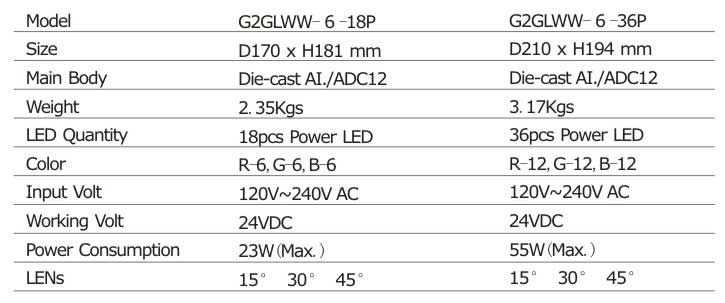 Model G2GLWW-6-18P G2GLWW-6-36P
Size D170 x H181 mm D210 x H194 mm
Main Body Die-cast AI./ADC12 Die-cast AI./ADC12
Weight 2.35Kgs 3.17Kgs
LED Quantity 18pcs Power LED 36pcs Power LED
Color R-6, G-6, B-6 R-12, G-12, B-12
Input Volt 120V~240V AC 120V~240V AC
Working Volt 24VDC 24VDC
Power Consumption 23W(Max.) 55W(Max.)
LENs 15° 30° 45° 15° 30° 45°